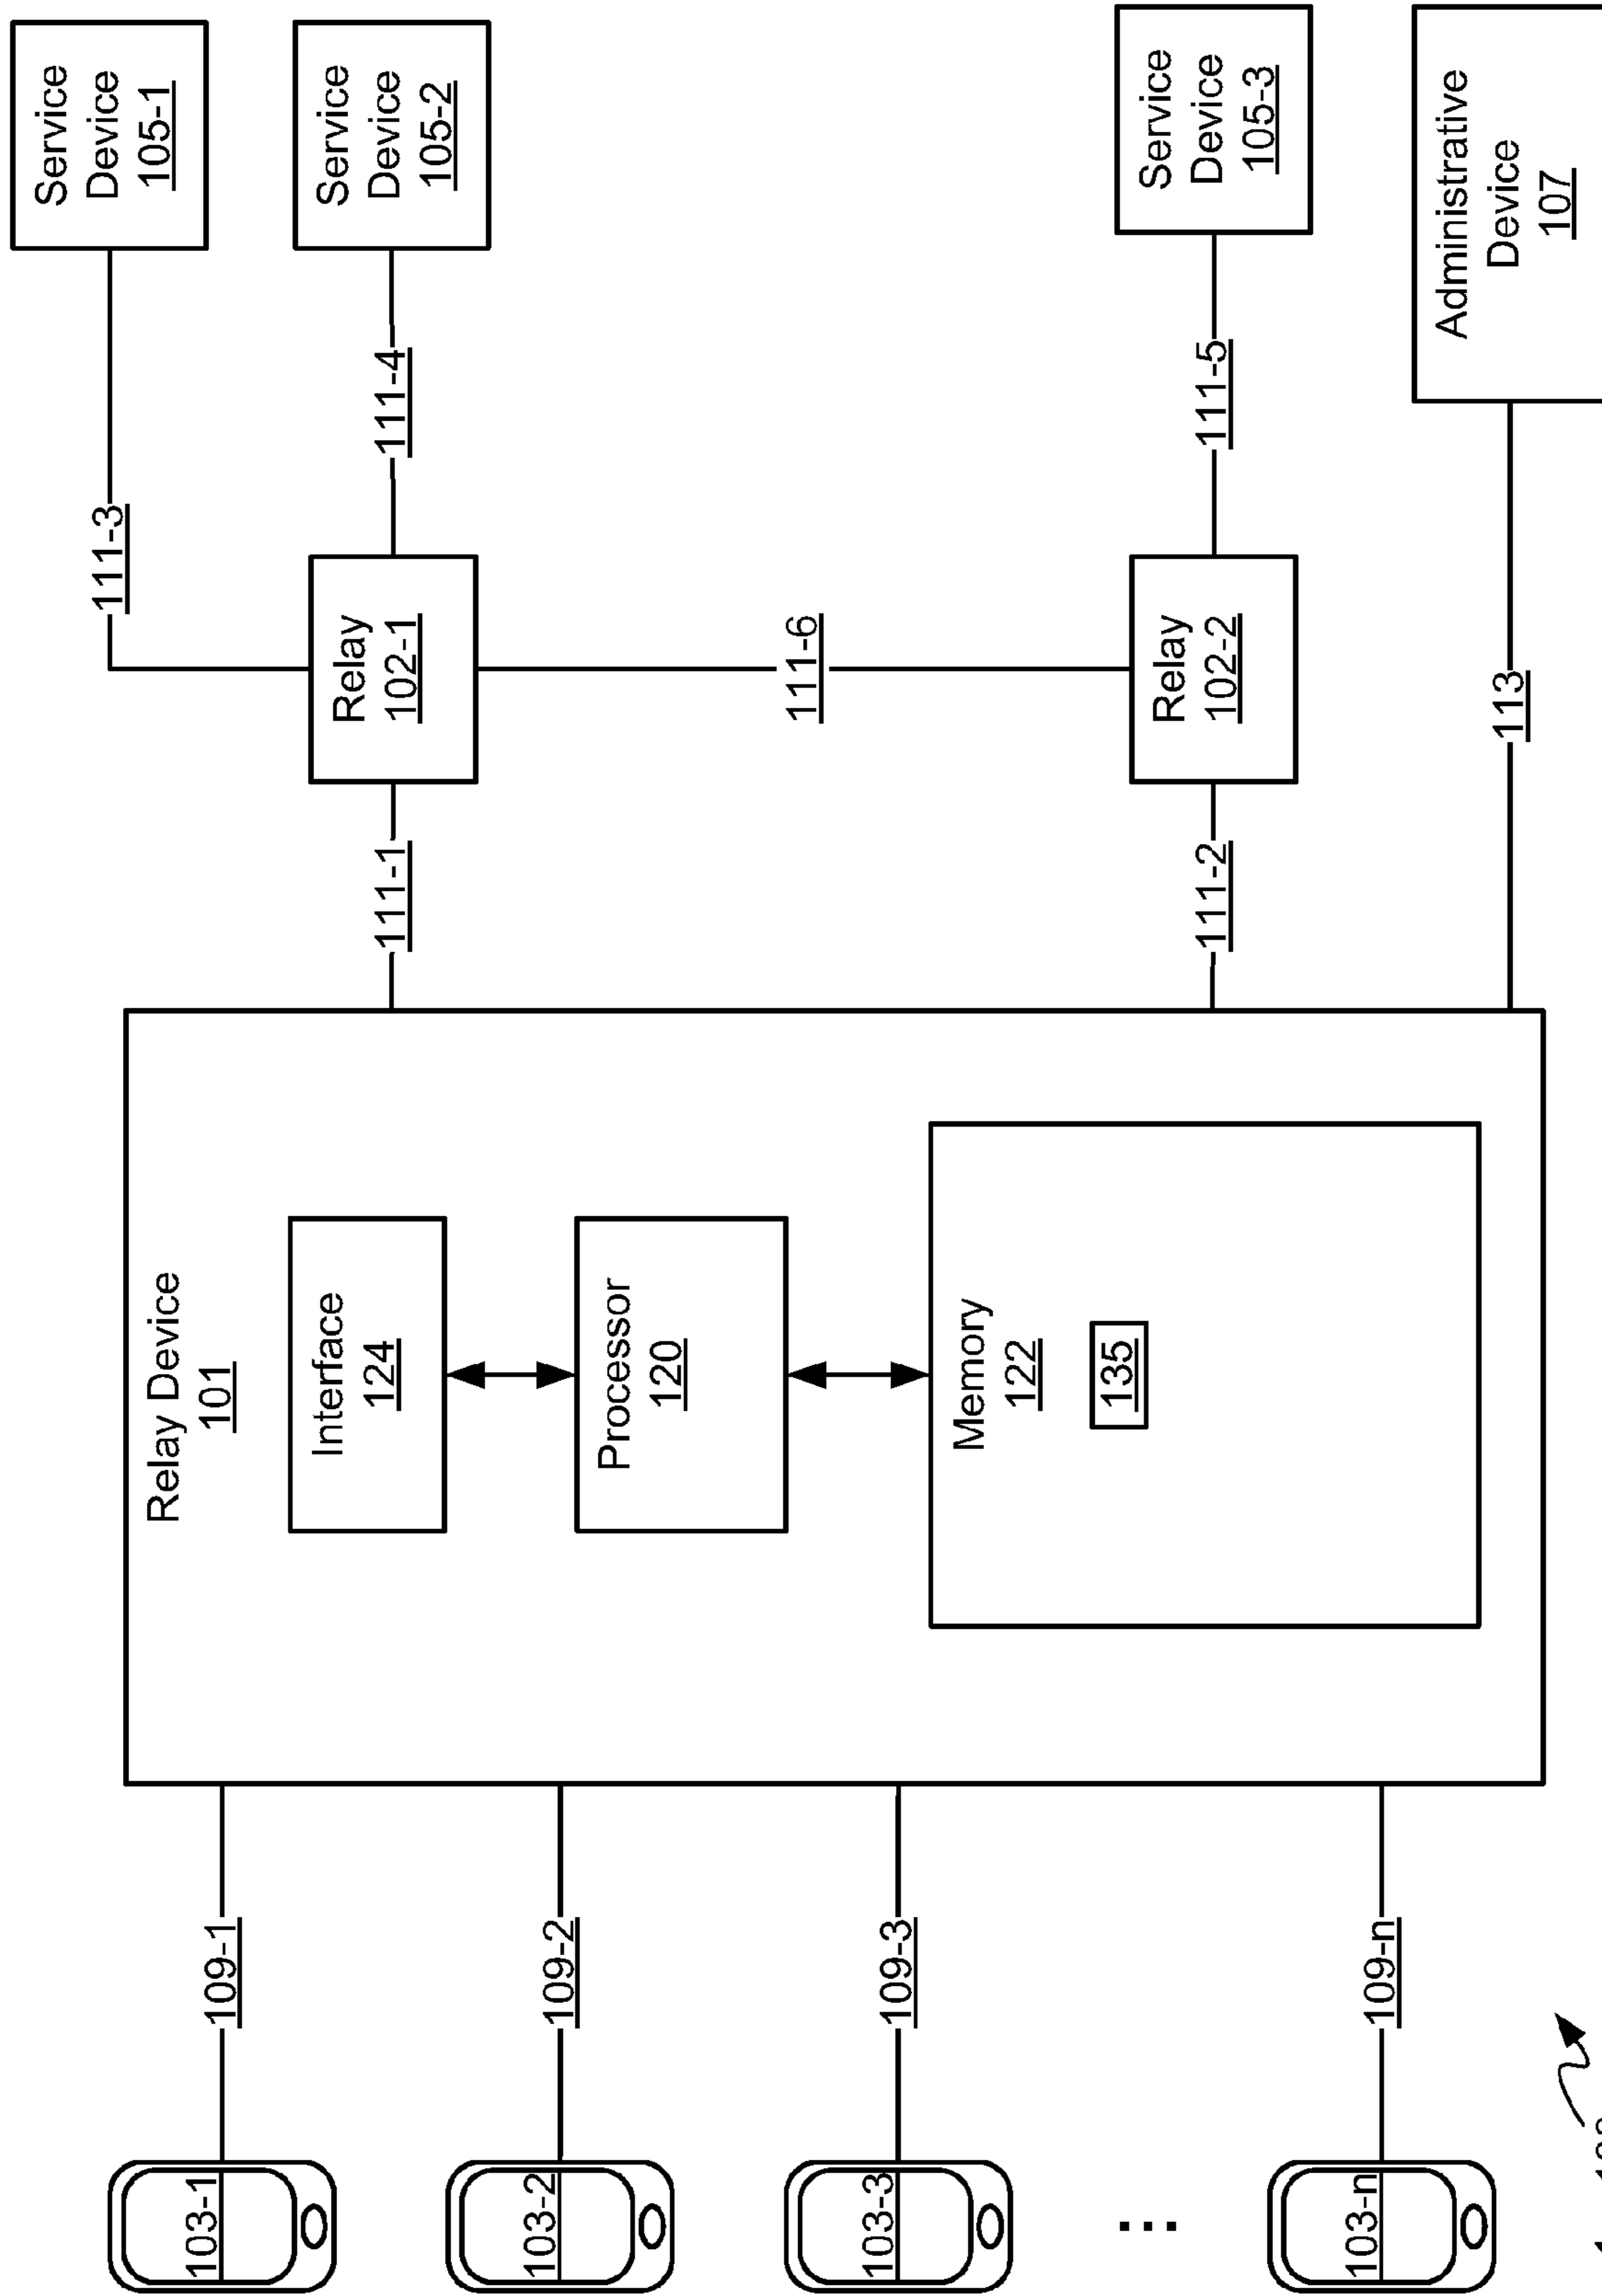 Service
Device
105-1
Service
Device
105-2
Service
Device
105-3
Administrative
Device
107
111-3
111-4
111-5
Relay
102-1
111-6
Relay
102-2
113
111-1
111-2
Relay Device
101
Interface
124
Processor
120
Memory
122
135
109-1
109-2
109-3
109-n
103-1
103-2
103-3
...
103-n